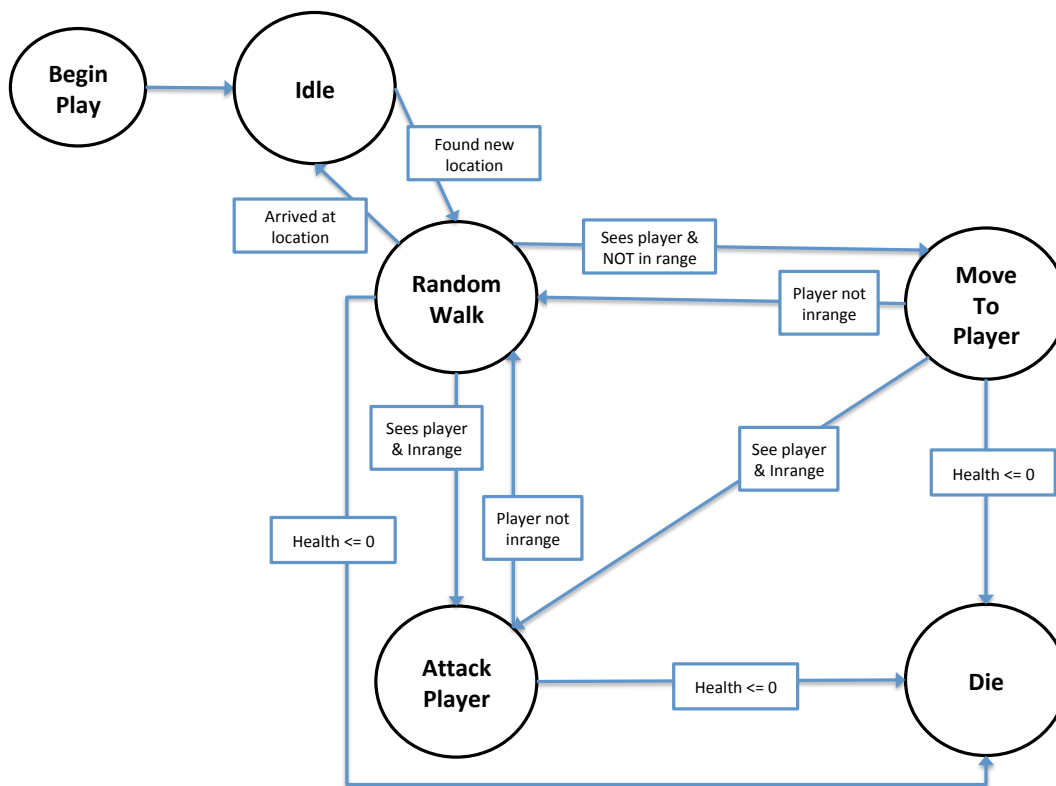 Begin
Play
Idle
Found new
location
Arrived at
location
Random
Walk
Sees player &
NOT in range
Player not
inrange
Move
To
Player
Sees player
& Inrange
Player not
inrange
See player
& Inrange
Health <= 0
Health <= 0
Attack
Player
Health <= 0
Die